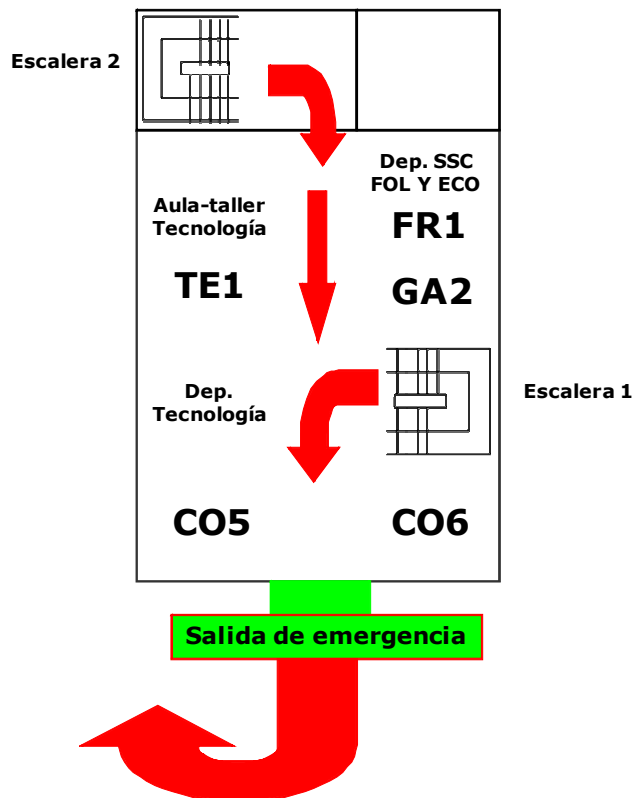 Escalera 2
Dep. SSC
FOL Y ECO
Aula-taller
Tecnología
FR1
TE1
GA2
Dep.
Tecnología
Escalera 1
CO5
CO6
Salida de emergencia